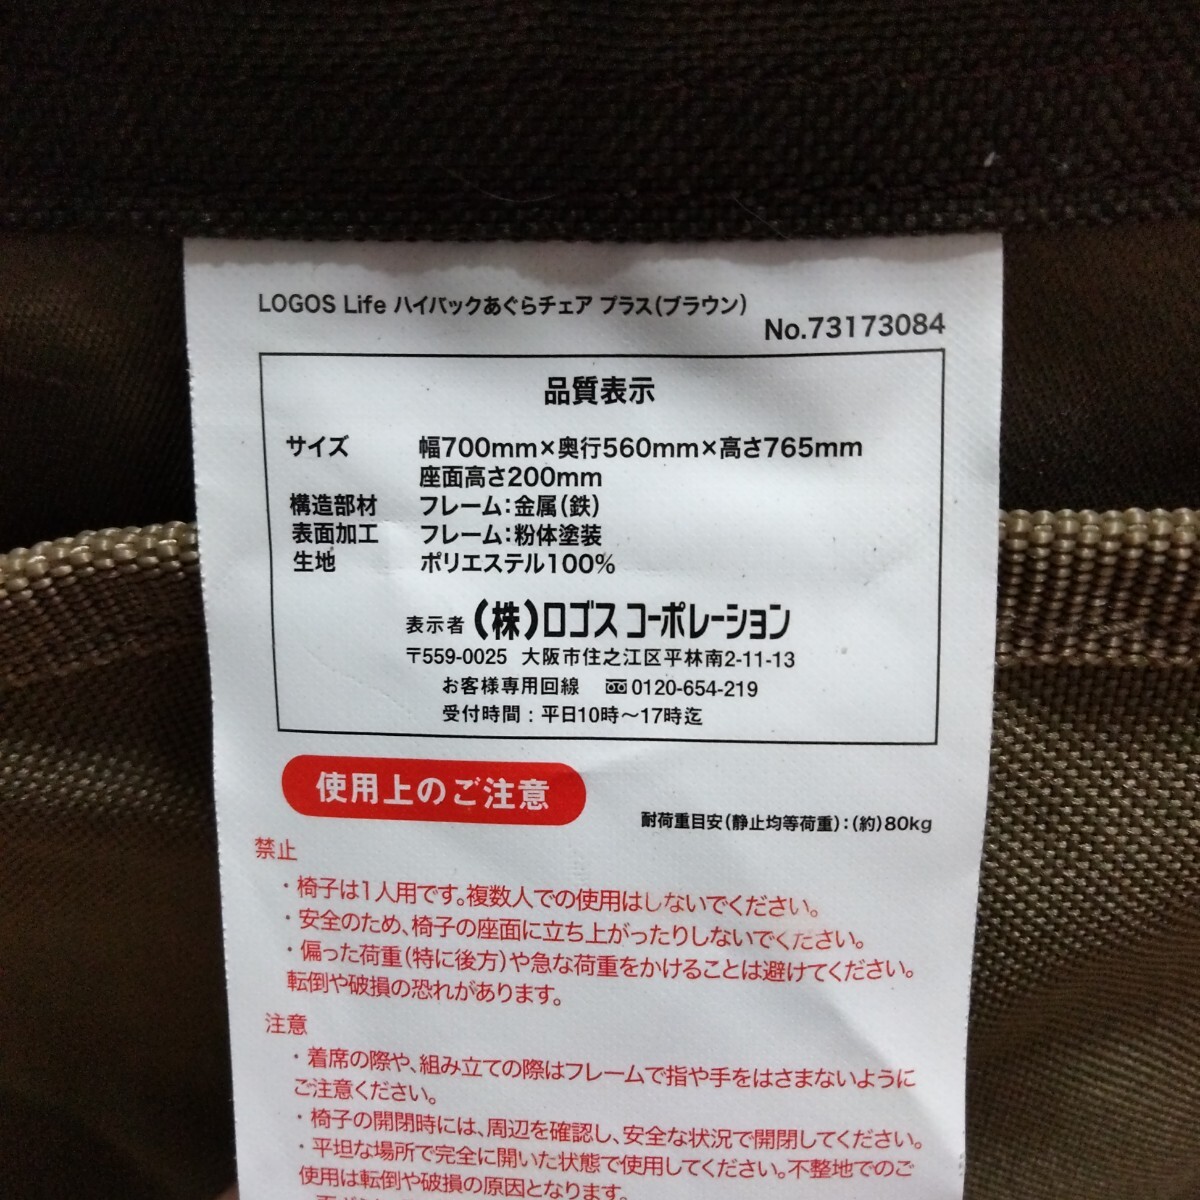 LOGOS Life ハイバックあぐらチェア プラス(ブラウン)
No.73173084
品質表示
サイズ 幅700mm×奥行560mm×高さ765mm
座面高さ200mm
構造部材 フレーム:金属(鉄)
表面加工 フレーム:粉体塗装
生地 ポリエステル100%
表示者 (株)ロゴス コーポレーション
〒559-0025 大阪市住之江区平林南2-11-13
お客様専用回線 0120-654-219
受付時間:平日10時〜17時迄
使用上のご注意
耐荷重目安(静止均等荷重):(約)80kg
禁止
・椅子は1人用です。複数人での使用はしないでください。
・安全のため、椅子の座面に立ち上がったりしないでください。
・偏った荷重(特に後方)や急な荷重をかけることは避けてください。
転倒や破損の恐れがあります。
注意
・着席の際や、組み立ての際はフレームで指や手をはさまないように
ご注意ください。
・椅子の開閉時には、周辺を確認し、安全な状況で開閉してください。
・平坦な場所で完全に開いた状態で使用してください。不整地でのご
使用は転倒や破損の原因となります。